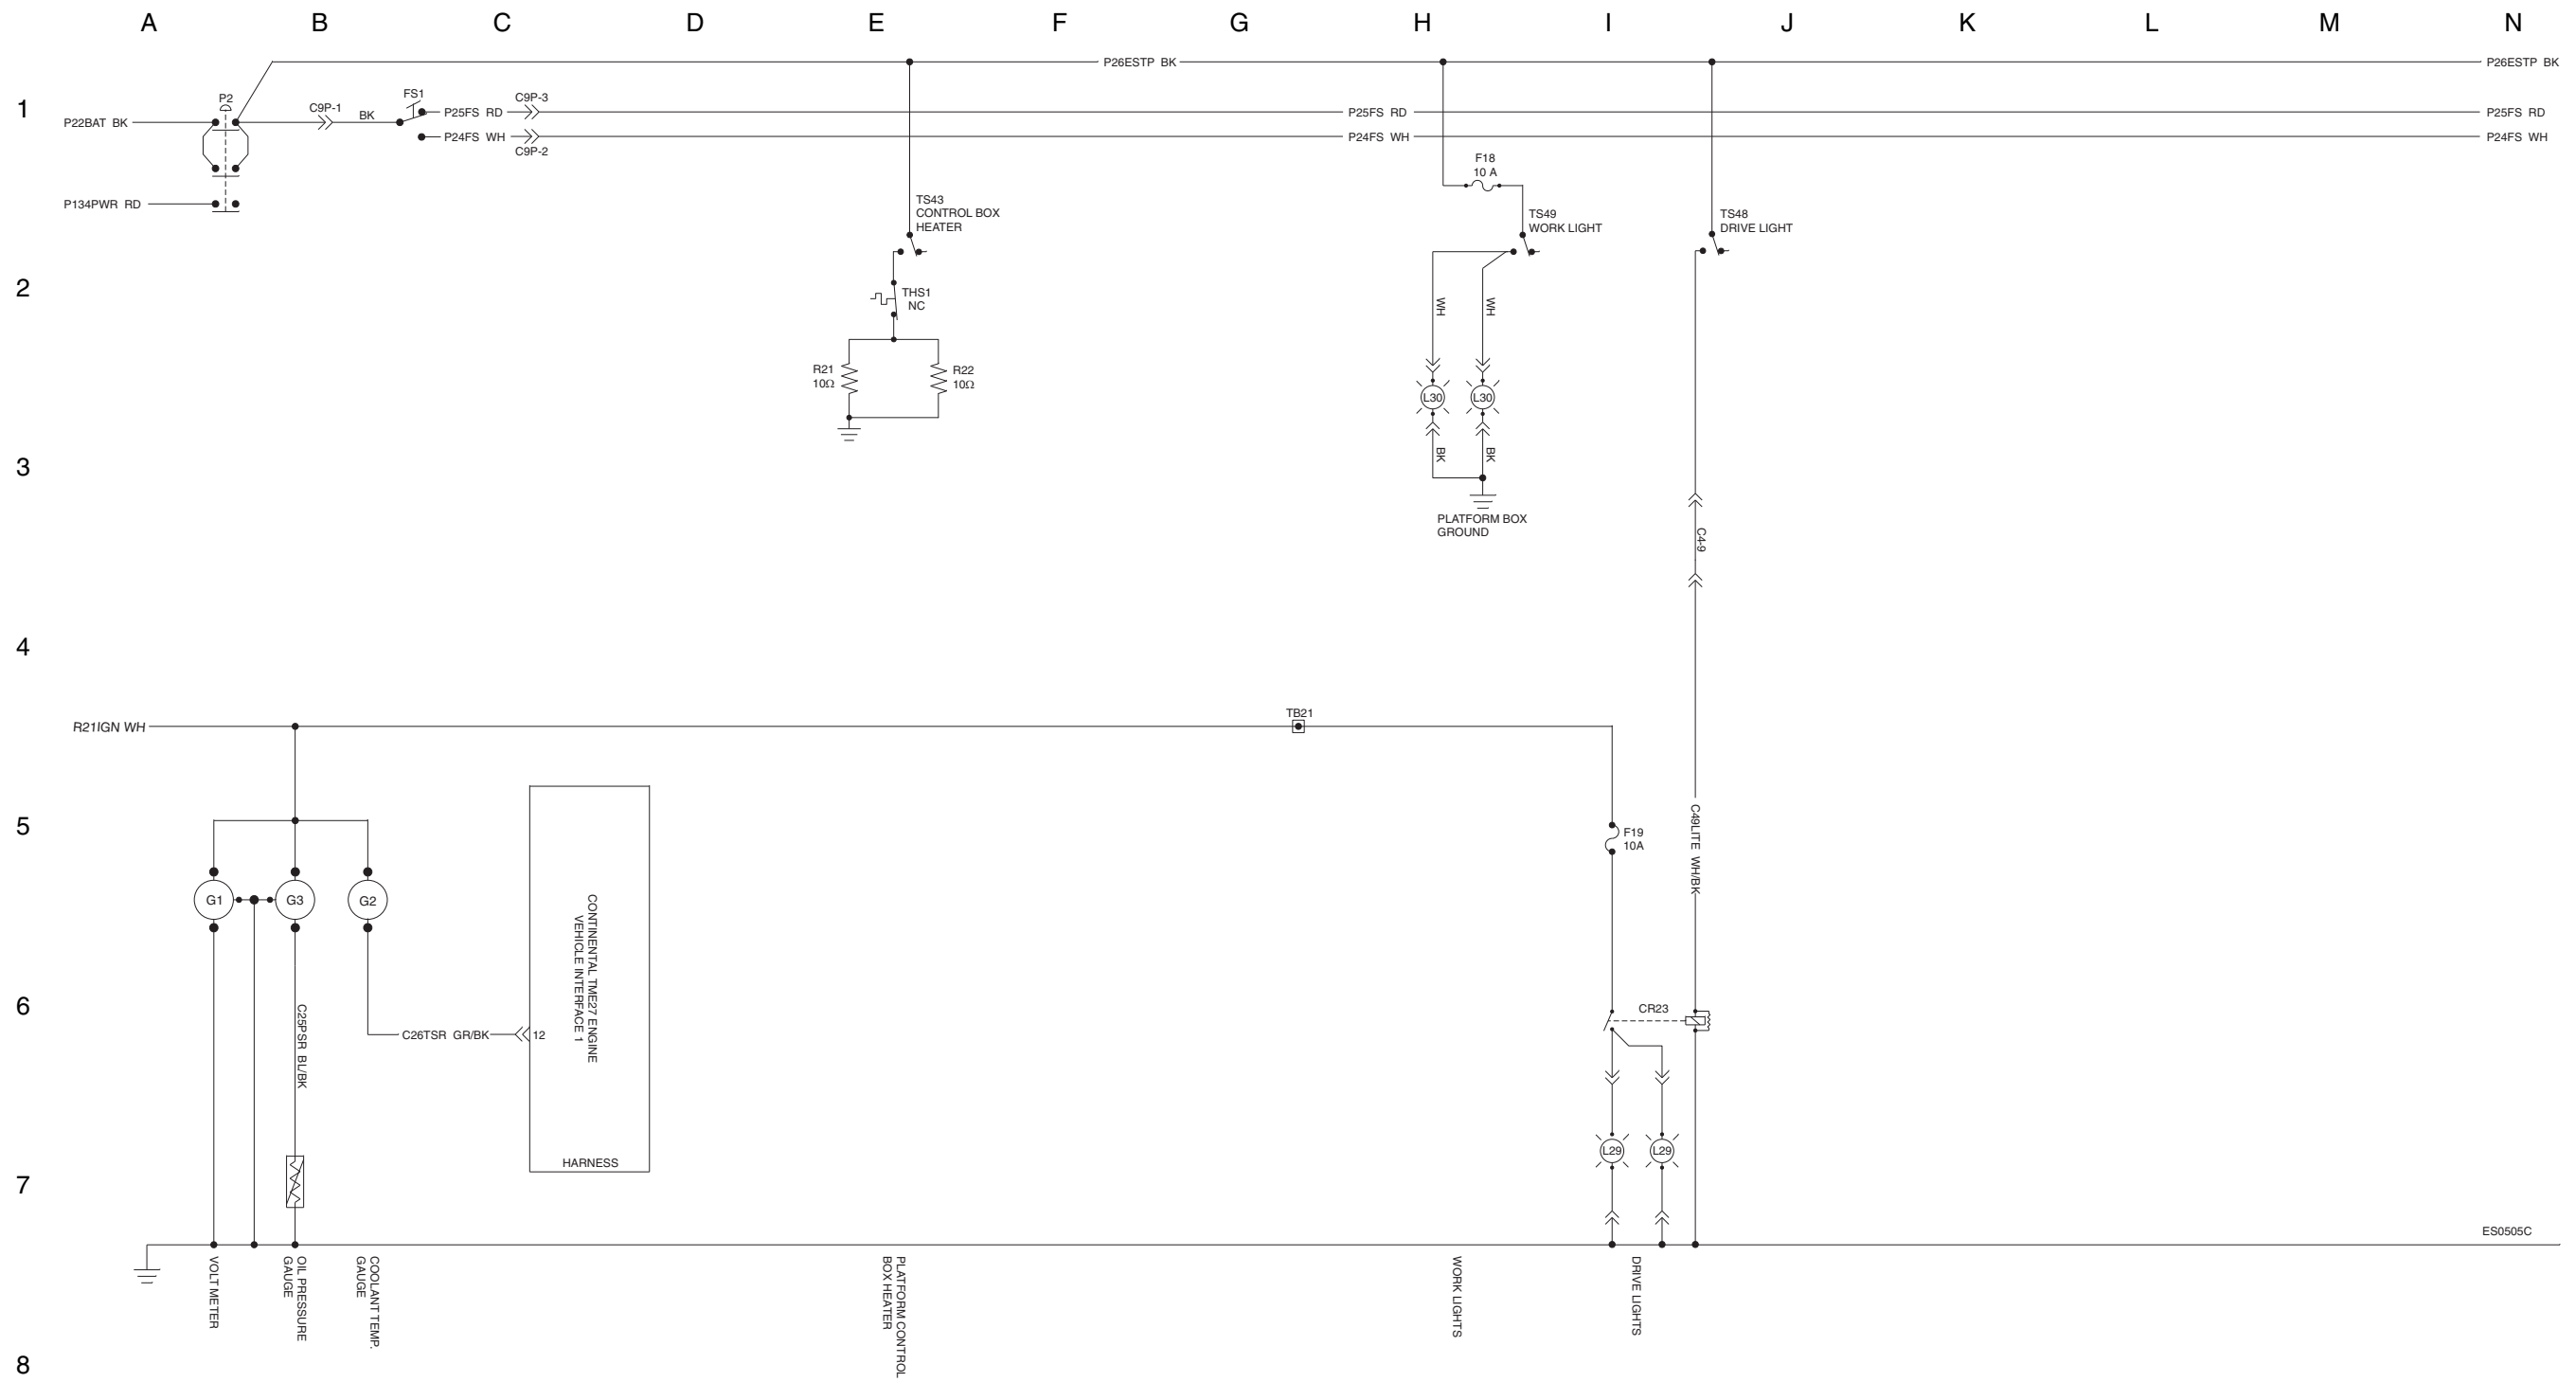 A B C D E F G H I J K L M N
1
2
3
4
5
6
7
8
P26ESTP BK
P26ESTP BK
P2
C9P-1
BK
FS1
P25FS RD
C9P-3
P25FS RD
P25FS RD
P22BAT BK
P24FS WH
C9P-2
P24FS WH
P24FS WH
P134PWR RD
TS43
CONTROL BOX
HEATER
THS1
NC
R21
10Ω
R22
10Ω
F18
10 A
TS49
WORK LIGHT
TS48
DRIVE LIGHT
WH
WH
L30
L30
BK
BK
PLATFORM BOX
GROUND
C4-9
R21IGN WH
TB21
F19
10A
C49LITE WH/BK
G1
G3
G2
C25PSR BL/BK
C26TSR GR/BK
12
CONTINENTAL TME27 ENGINE
VEHICLE INTERFACE 1
HARNESS
CR23
L29
L29
ES0505C
VOLT METER
OIL PRESSURE
GAUGE
COOLANT TEMP.
GAUGE
PLATFORM CONTROL
BOX HEATER
WORK LIGHTS
DRIVE LIGHTS